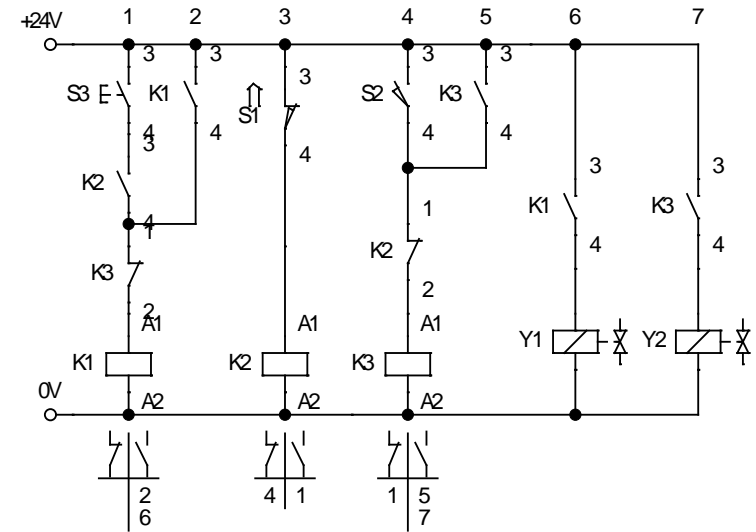 1 2 3 4 5 6 7
+24V
3 3 3 3 3
S3 K1 S1 S2 K3
4 4 4 4 4
3
K2
4
1 1
3 3
K1 K3
4 4
K3 K2
2 2
A1 A1 A1
K1 K2 K3 Y1 Y2
0V
A2 A2 A2
2 4 1 1 5
6 7